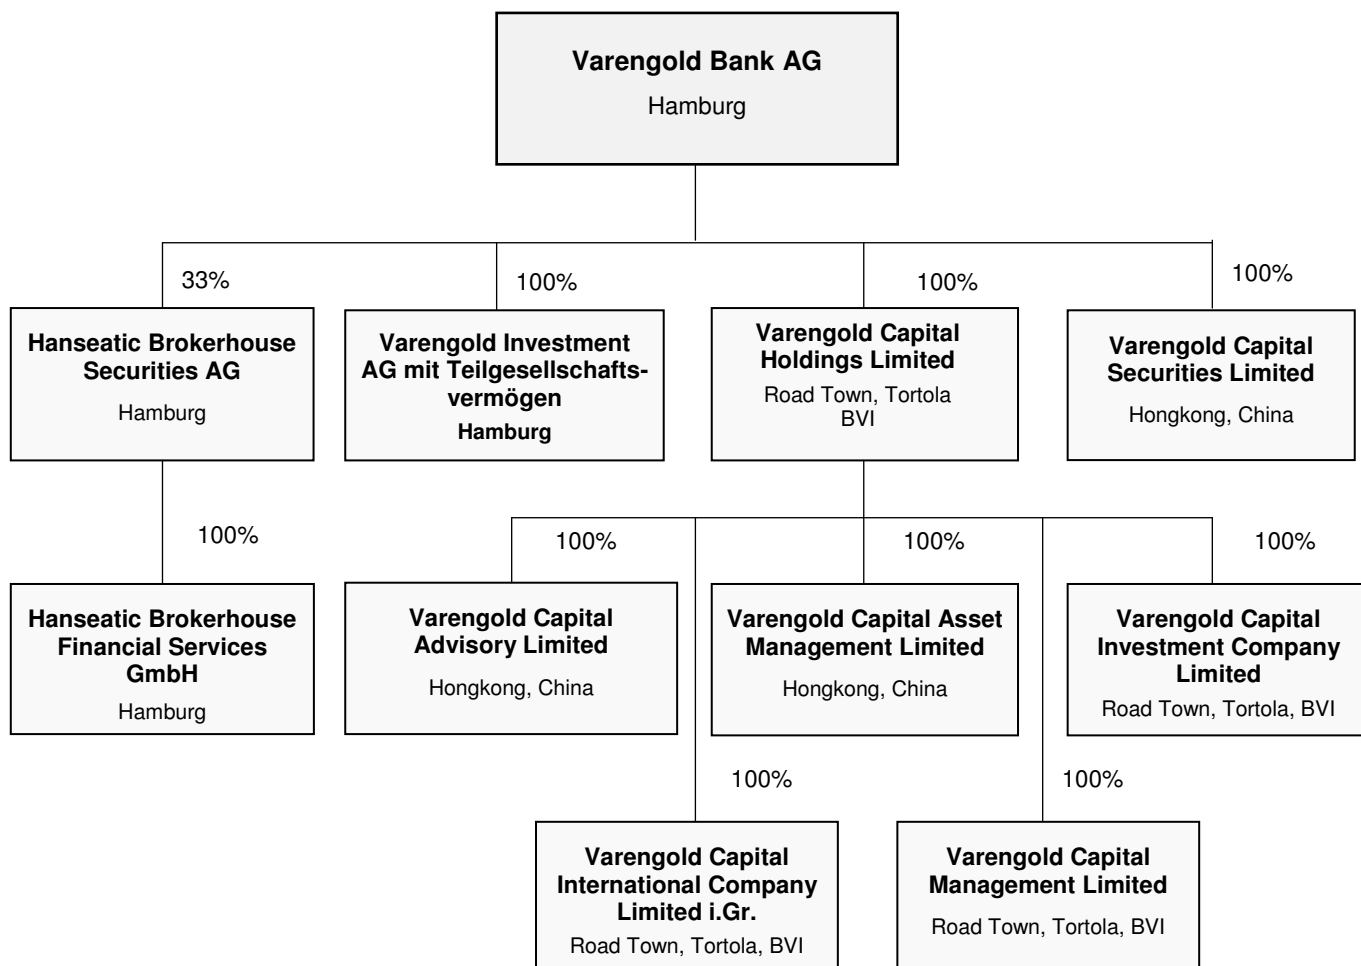 Varengold Bank AG
Hamburg
33%
100%
100%
100%
Hanseatic Brokerhouse
Securities AG
Hamburg
Varengold Investment
AG mit Teilgesellschafts-
vermögen
Hamburg
Varengold Capital
Holdings Limited
Road Town, Tortola
BVI
Varengold Capital
Securities Limited
Hongkong, China
100%
100%
100%
100%
Hanseatic Brokerhouse
Financial Services
GmbH
Hamburg
Varengold Capital
Advisory Limited
Hongkong, China
Varengold Capital Asset
Management Limited
Hongkong, China
Varengold Capital
Investment Company
Limited
Road Town, Tortola, BVI
100%
100%
Varengold Capital
International Company
Limited i.Gr.
Road Town, Tortola, BVI
Varengold Capital
Management Limited
Road Town, Tortola, BVI